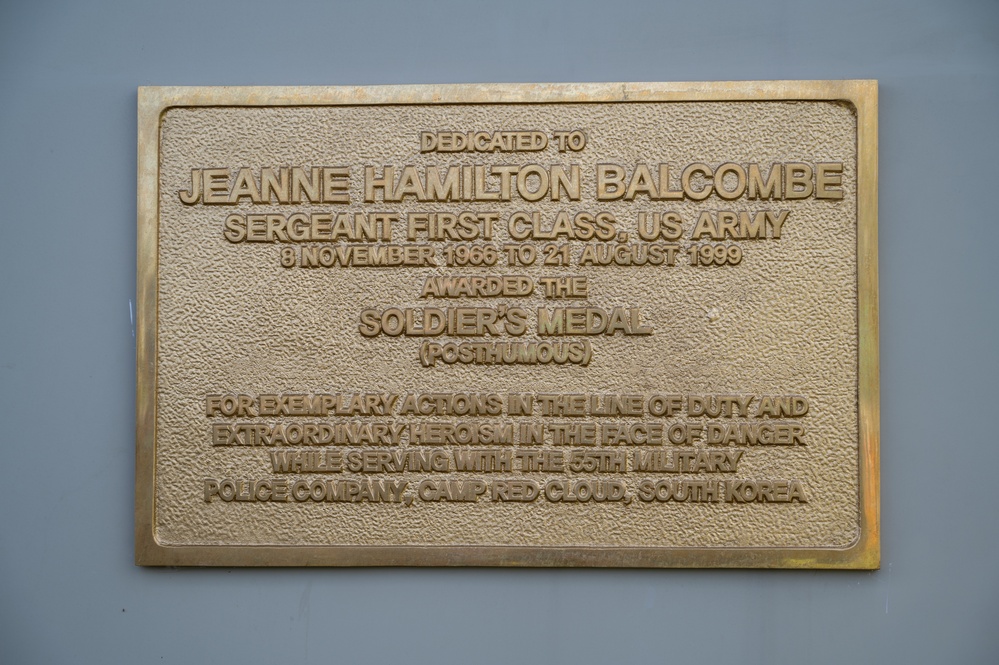 DEDICATED TO
JEANNE HAMILTON BALCOMBE
SERGEANT FIRST CLASS, US ARMY
8 NOVEMBER 1966 TO 21 AUGUST 1999
AWARDED THE
SOLDIER'S MEDAL
(POSTHUMOUS)
FOR EXEMPLARY ACTIONS IN THE LINE OF DUTY AND
EXTRAORDINARY HEROISM IN THE FACE OF DANGER
WHILE SERVING WITH THE 55TH MILITARY
POLICE COMPANY, CAMP RED CLOUD, SOUTH KOREA